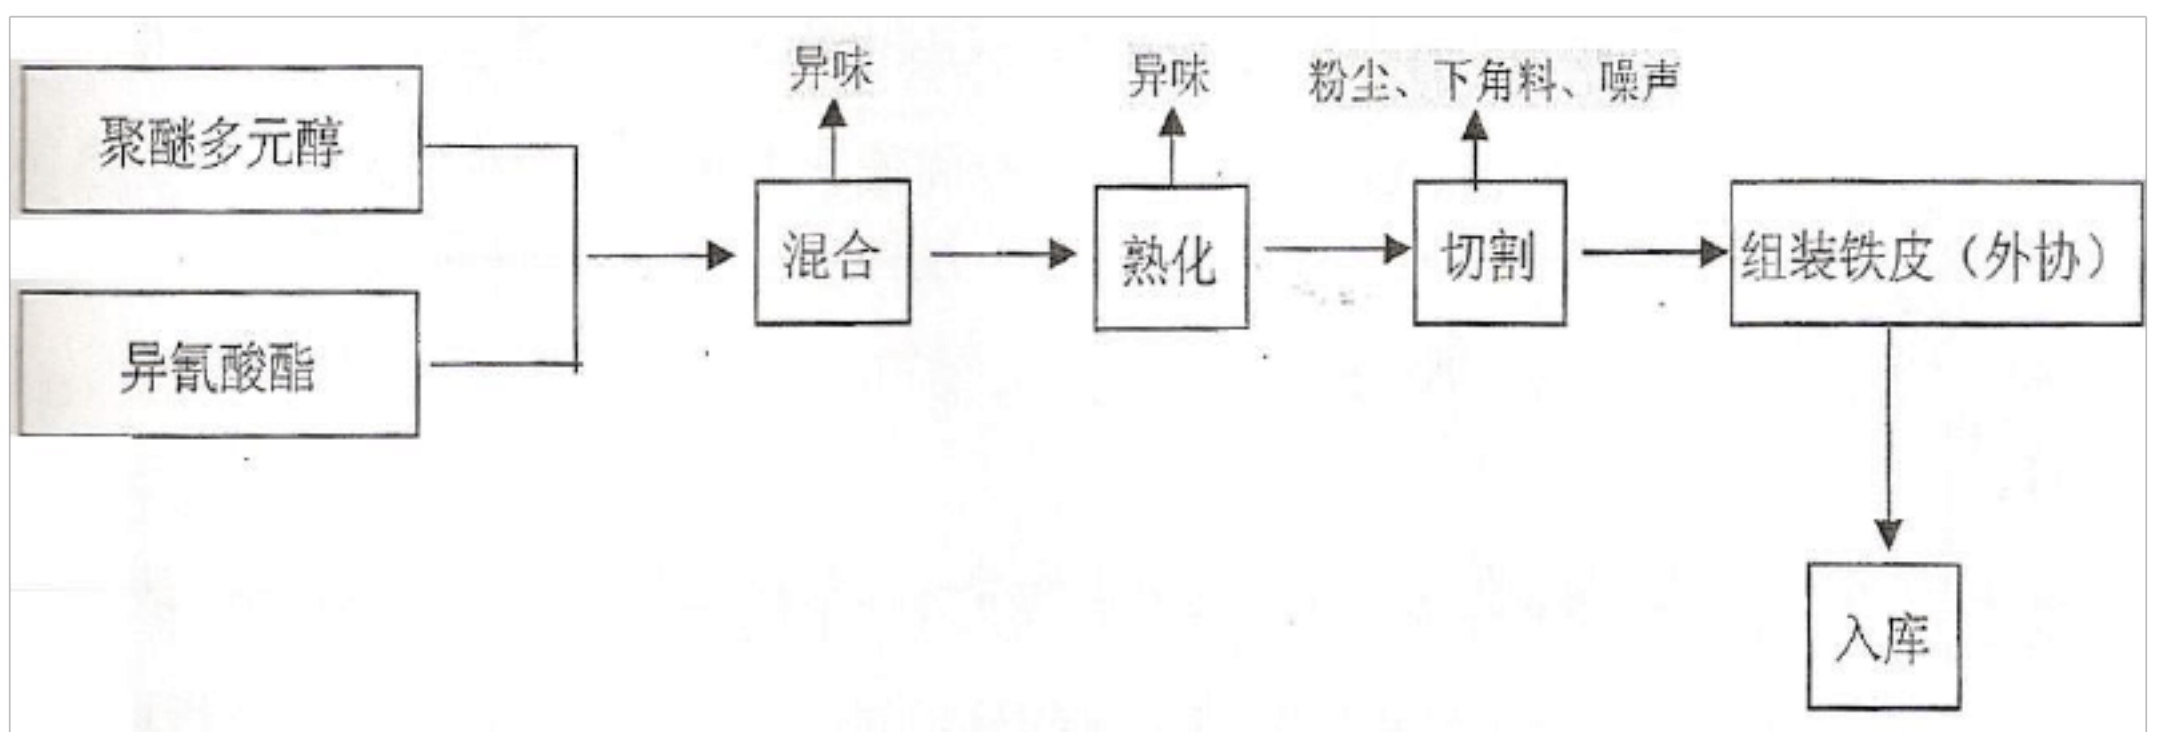 异味
异味
粉尘、下角料、噪声
聚醚多元醇
混合
熟化
切割
组装铁皮（外协）
异氰酸酯
入库